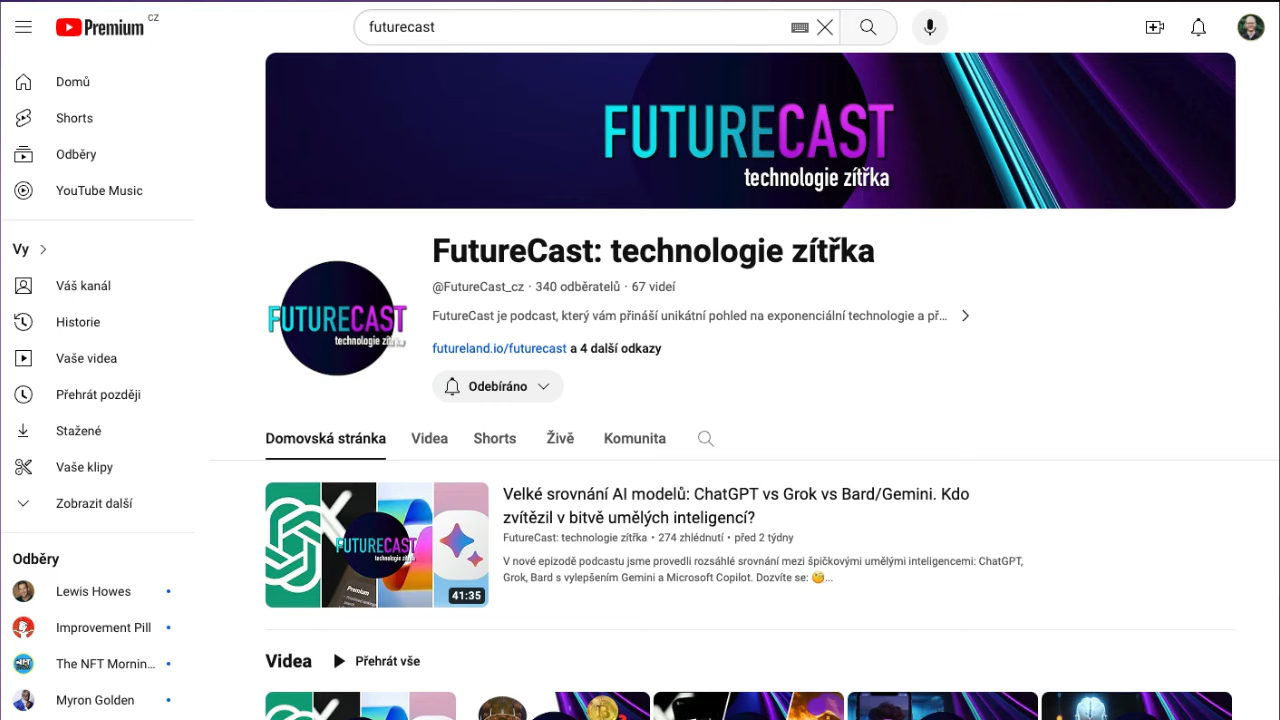 Premium CZ
futurecast
Domů
Shorts
Odběry
YouTube Music
Vy
Váš kanál
Historie
Vaše videa
Přehrát později
Stažené
Vaše klipy
Zobrazit další
Odběry
Lewis Howes
Improvement Pill
The NFT Mornin...
Myron Golden
FUTURECAST
technologie zítřka
FUTURECAST
technologie zítřka
FutureCast: technologie zítřka
@FutureCast_cz · 340 odběratelů · 67 videí
FutureCast je podcast, který vám přináší unikátní pohled na exponenciální technologie a př...
futureland.io/futurecast a 4 další odkazy
Odebíráno
Domovská stránka Videa Shorts Živě Komunita
FUTURECAST
technologie zítřka
Premium
41:35
Velké srovnání AI modelů: ChatGPT vs Grok vs Bard/Gemini. Kdo
zvítězil v bitvě umělých inteligencí?
FutureCast: technologie zítřka • 274 zhlédnutí • před 2 týdny
V nové epizodě podcastu jsme provedli rozsáhlé srovnání mezi špičkovými umělými inteligencemi: ChatGPT,
Grok, Bard s vylepšením Gemini a Microsoft Copilot. Dozvíte se: 🧐...
Videa Přehrát vše